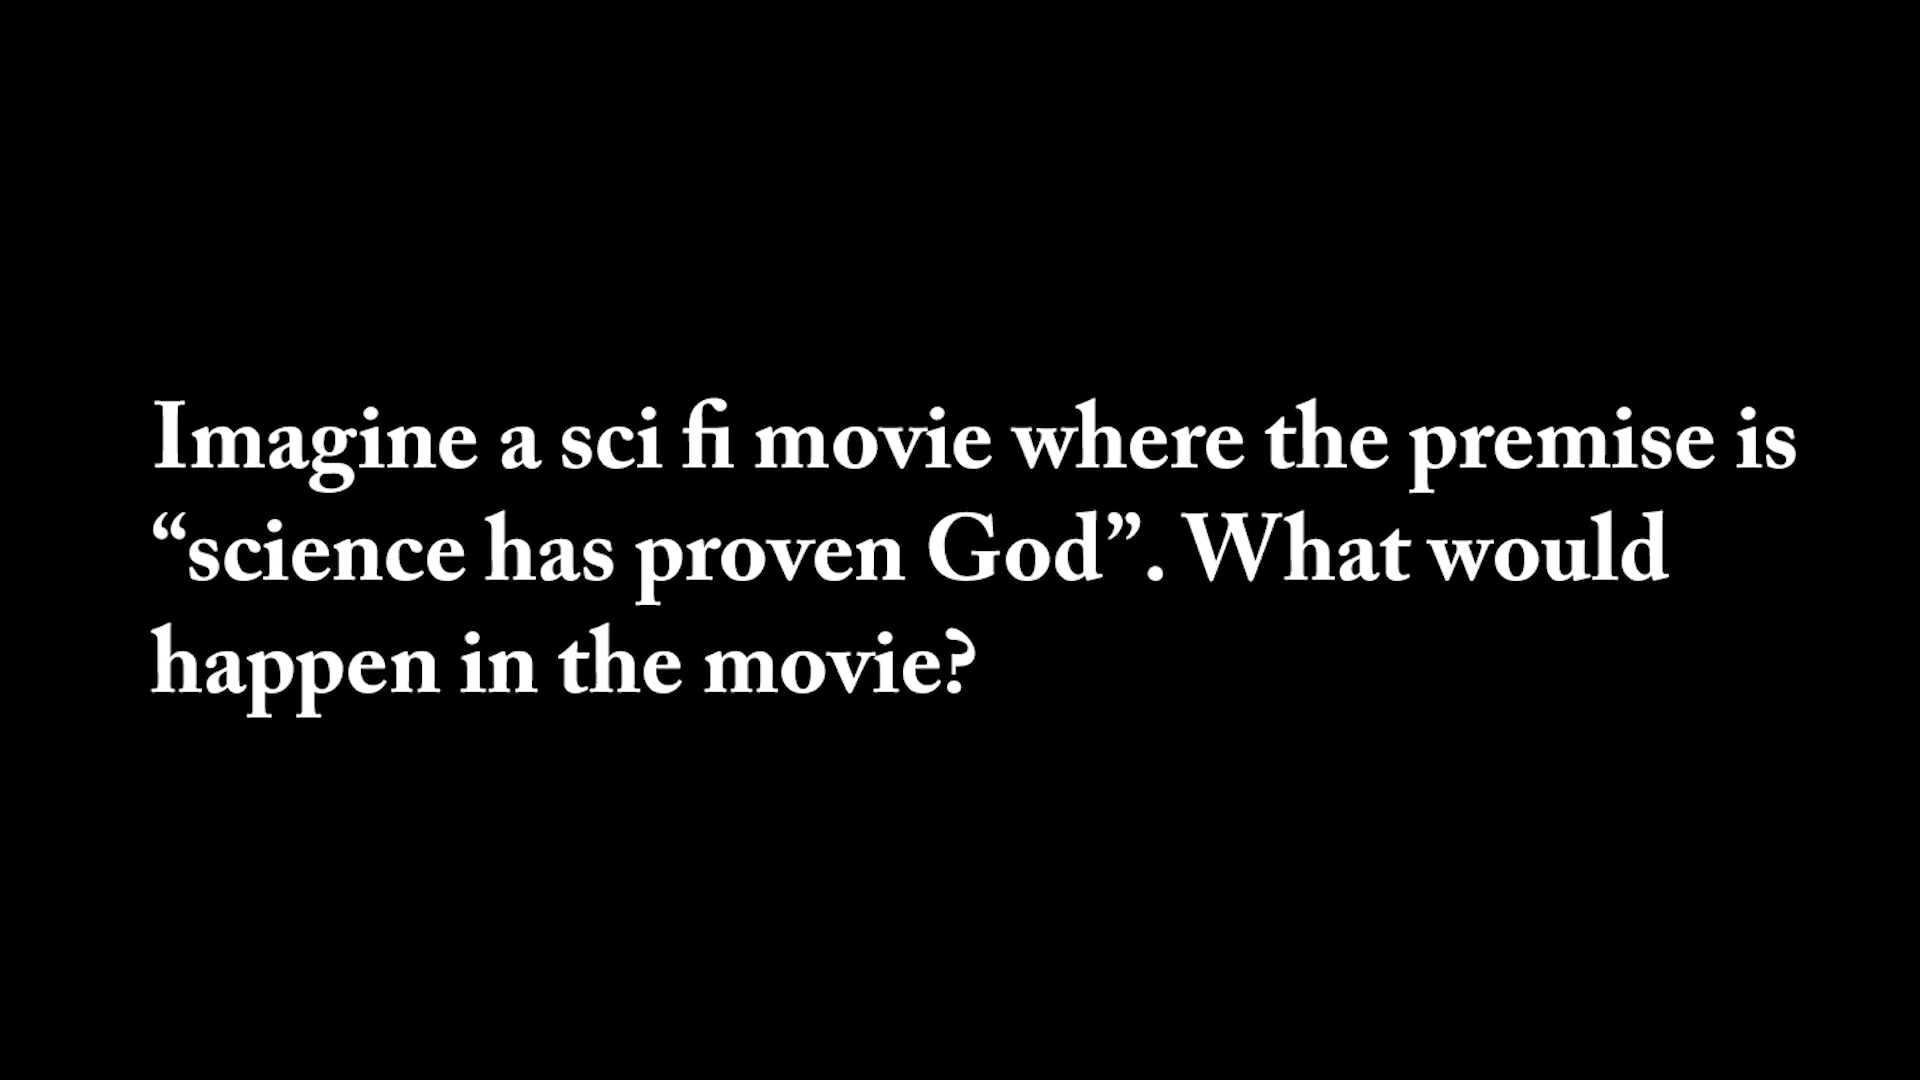 Imagine a sci fi movie where the premise is
“science has proven God”. What would
happen in the movie?